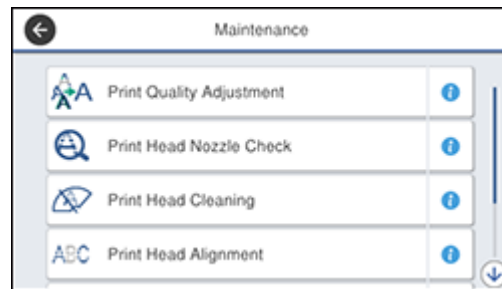 Maintenance
Print Quality Adjustment
Print Head Nozzle Check
Print Head Cleaning
ABC Print Head Alignment